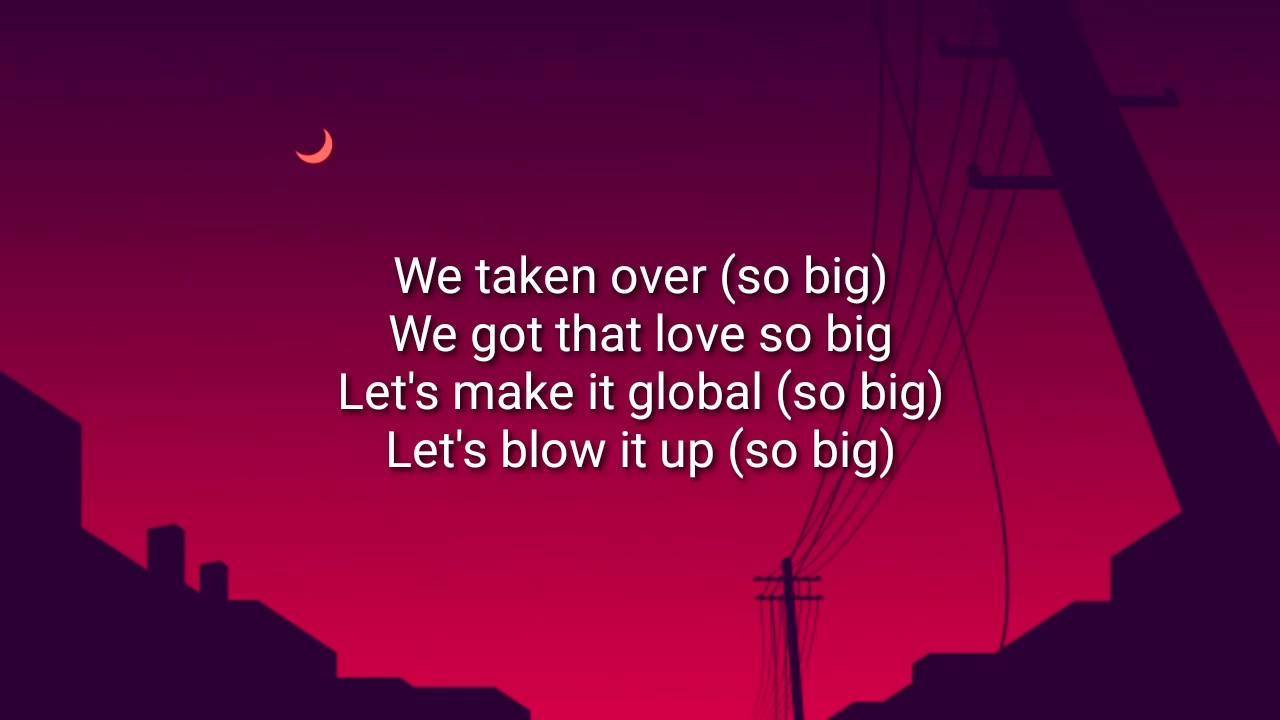 We taken over (so big)
We got that love so big
Let's make it global (so big)
Let's blow it up (so big)